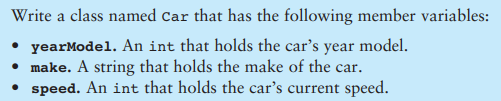 Write a class named Car that has the following member variables:
• yearModel. An int that holds the car's year model.
• make. A string that holds the make of the car.
• speed. An int that holds the car's current speed.